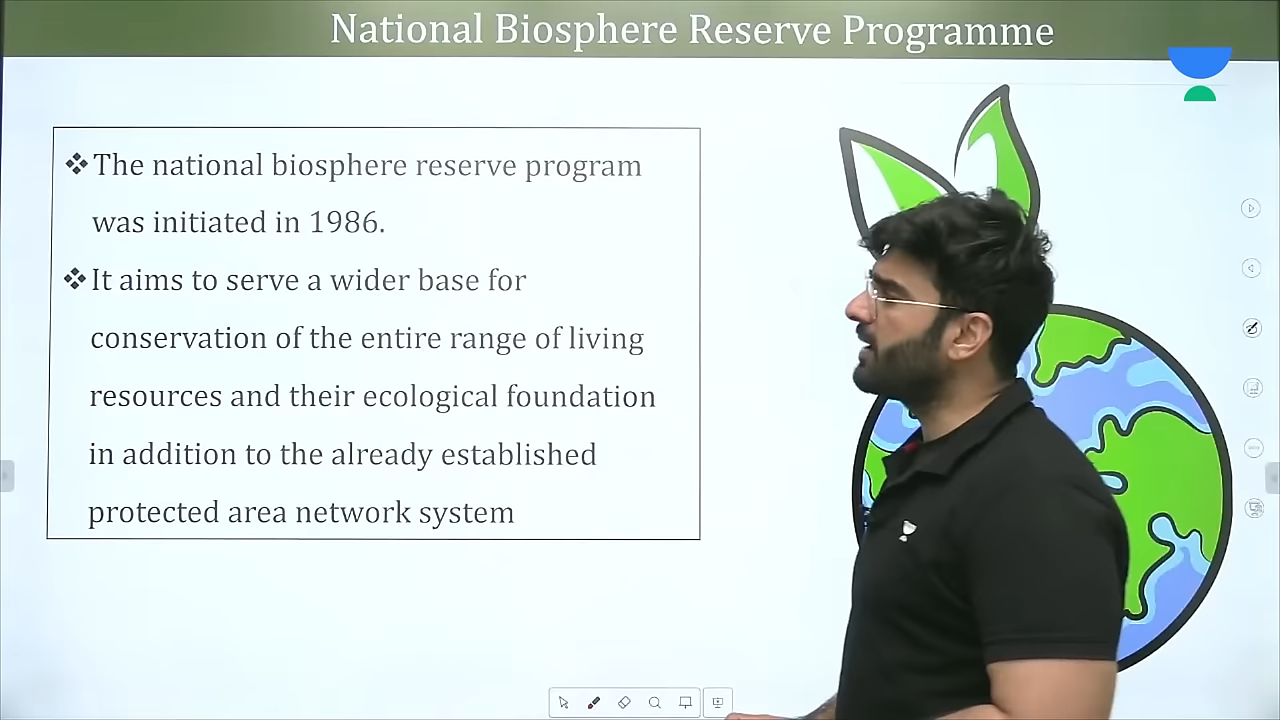 National Biosphere Reserve Programme
❖The national biosphere reserve program
was initiated in 1986.
❖It aims to serve a wider base for
conservation of the entire range of living
resources and their ecological foundation
in addition to the already established
protected area network system